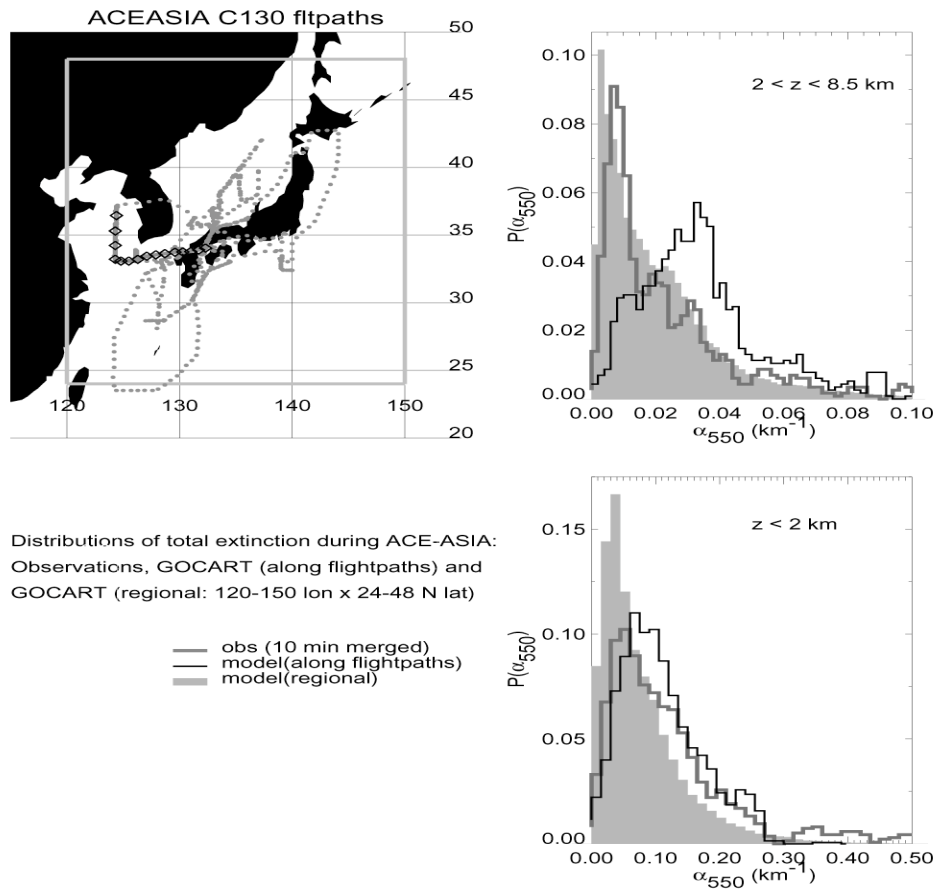 ACEASIA C130 fltpaths
50
45
40
35
30
25
120 130 140 150
20
0.10
0.08
0.06
0.04
0.02
0.00
P(α550)
2 < z < 8.5 km
0.00 0.02 0.04 0.06 0.08 0.10
α550 (km-1)
Distributions of total extinction during ACE-ASIA:
Observations, GOCART (along flightpaths) and
GOCART (regional: 120-150 lon x 24-48 N lat)
obs (10 min merged)
model(along flightpaths)
model(regional)
0.15
0.10
0.05
0.00
P(α550)
z < 2 km
0.00 0.10 0.20 0.30 0.40 0.50
α550 (km-1)